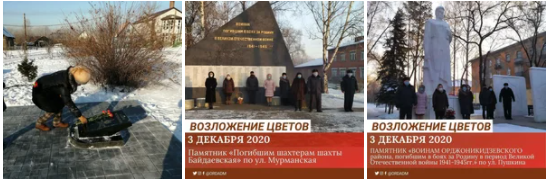 ВОЗЛОЖЕНИЕ ЦВЕТОВ
3 ДЕКАБРЯ 2020
Памятник «Погибшим шахтерам шахты
Байдаевская» по ул. Мурманская
ВОЗЛОЖЕНИЕ ЦВЕТОВ
3 ДЕКАБРЯ 2020
ПАМЯТНИК «ВОИНАМ ОРДЖОНИКИДЗЕВСКОГО
района, погибшим в боях за Родину в период Великой
Отечественной войны 1941-1945гг.» по ул. Пушкина